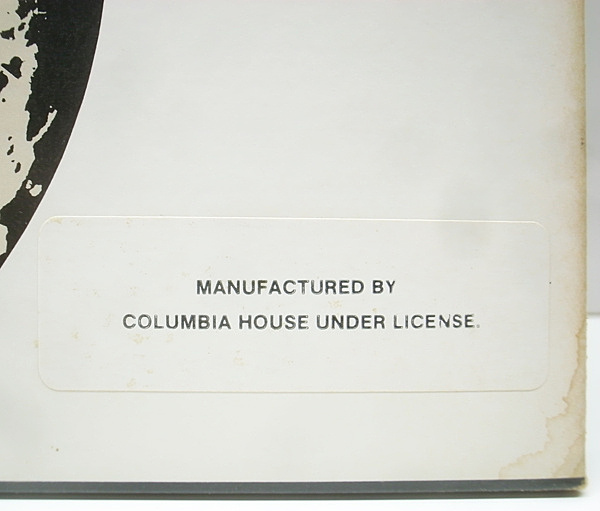 MANUFACTURED BY
COLUMBIA HOUSE UNDER LICENSE.